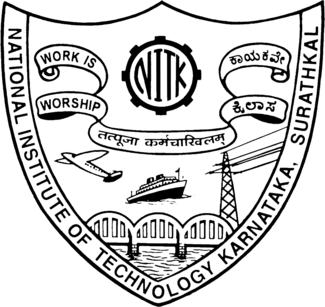 NATIONAL INSTITUTE OF TECHNOLOGY KARNATAKA, SURATHKAL
WORK IS
WORSHIP
NITK
ಕಾಯಕವೇ
ಕೈಲಾಸ
तत्पूजा कर्मचाखिलम्